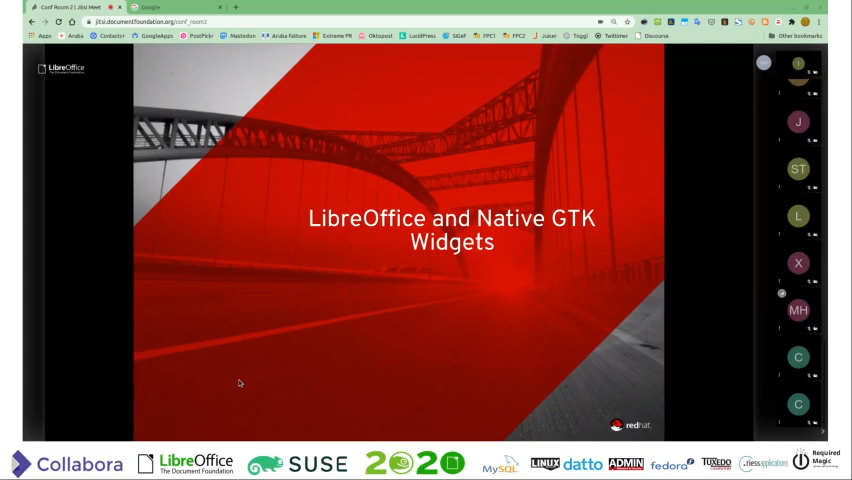 Conf Room 2 | Jitsi Meet
Google
jitsi.documentfoundation.org/conf_room2
Apps
Aruba
Contacts+
GoogleApps
PostPickr
Mastodon
Aruba Fatture
Extreme PR
Oktopost
LucidPress
SIGeF
FPC1
FPC2
Juicer
Toggl
Twittimer
Discourse
Other bookmarks
LibreOffice
The Document Foundation
LibreOffice and Native GTK
Widgets
redhat.
I
J
ST
L
X
MH
C
C
Collabora
LibreOffice
The Document Foundation
SUSE
2020
MySQL
LINUX
datto
ADMIN
fedora
TUXEDO
riessapplications
Required
Magic